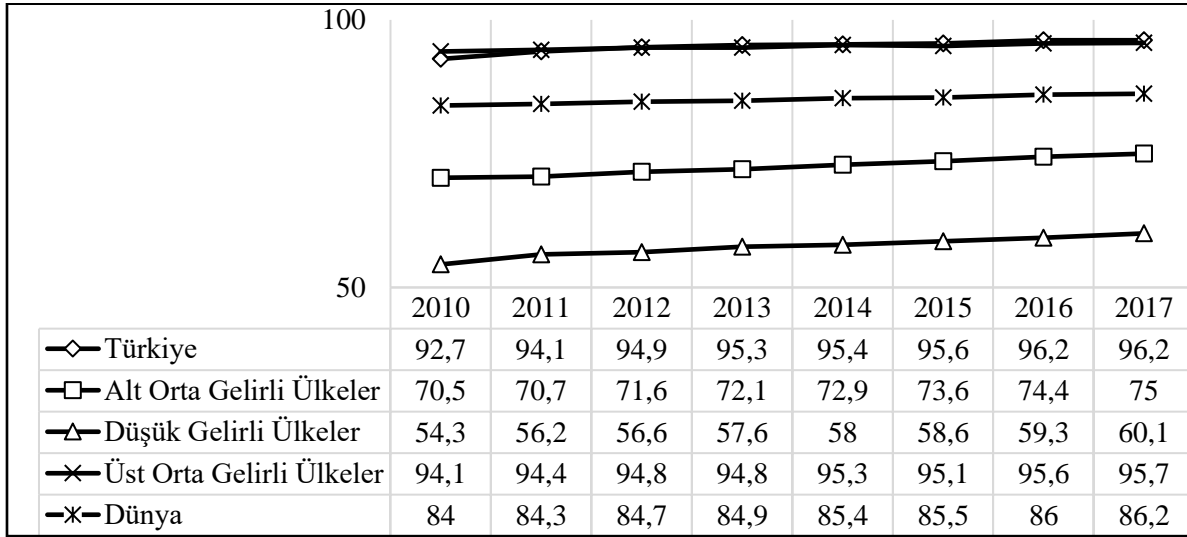 100
50
2010 2011 2012 2013 2014 2015 2016 2017
Türkiye 92,7 94,1 94,9 95,3 95,4 95,6 96,2 96,2
Alt Orta Gelirli Ülkeler 70,5 70,7 71,6 72,1 72,9 73,6 74,4 75
Düşük Gelirli Ülkeler 54,3 56,2 56,6 57,6 58 58,6 59,3 60,1
Üst Orta Gelirli Ülkeler 94,1 94,4 94,8 94,8 95,3 95,1 95,6 95,7
Dünya 84 84,3 84,7 84,9 85,4 85,5 86 86,2